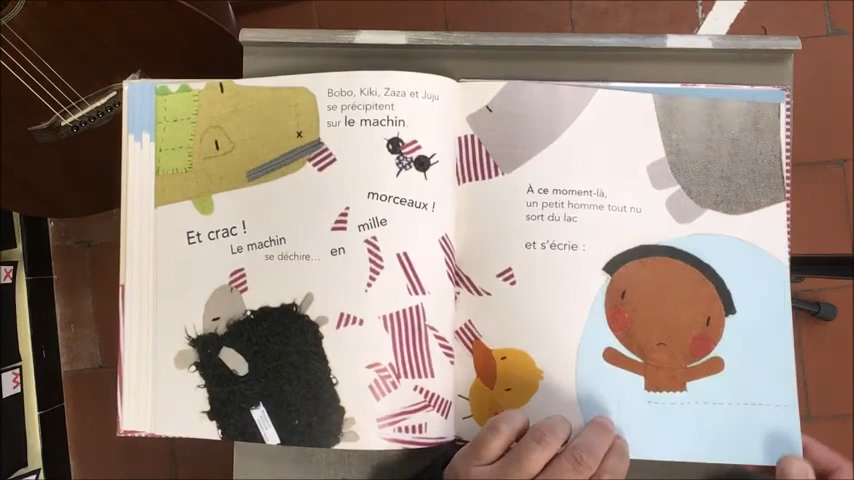 Bobo, Kiki, Zaza et Juju
se précipitent
sur le machin.
Et crac !
Le machin
se déchire...
en
mille
morceaux !
À ce moment-là,
un petit homme tout nu
sort du lac
et s'écrie :